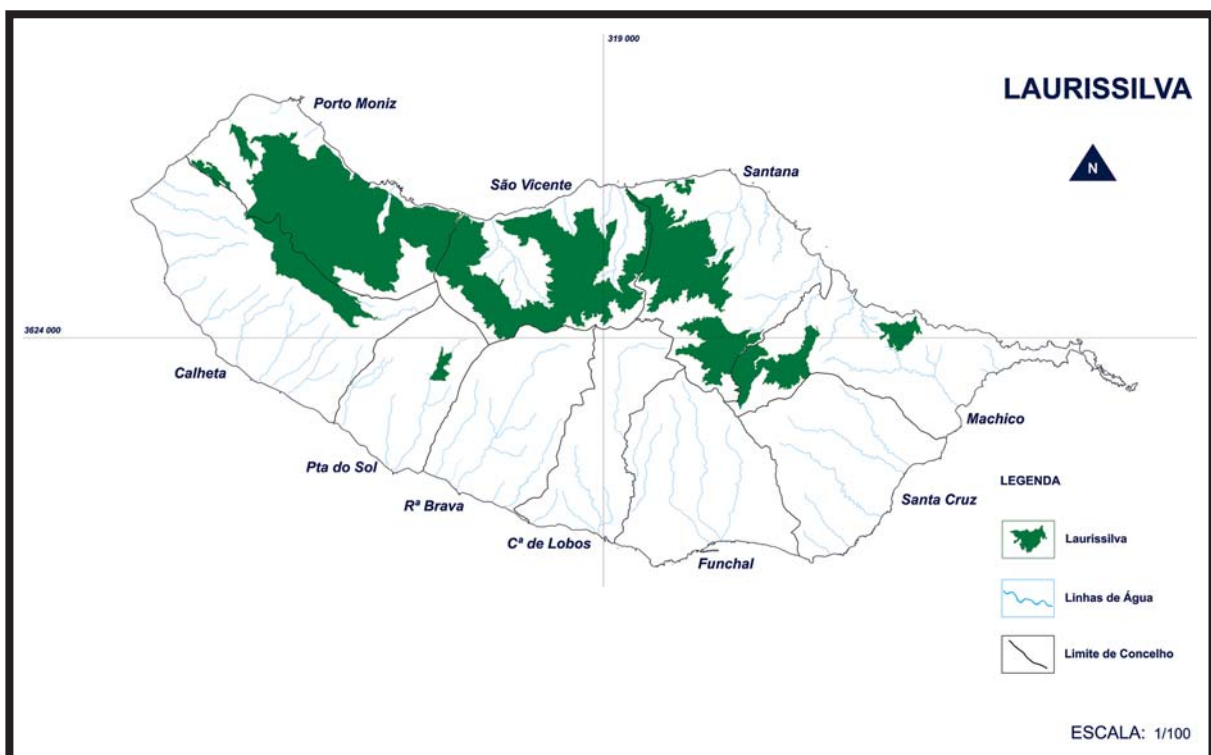 319 000
LAURISSILVA
N
Porto Moniz
São Vicente
Santana
3624 000
Calheta
Machico
Pta do Sol
Rª Brava
Santa Cruz
Cª de Lobos
Funchal
LEGENDA
Laurissilva
Linhas de Água
Limite de Concelho
ESCALA: 1/100